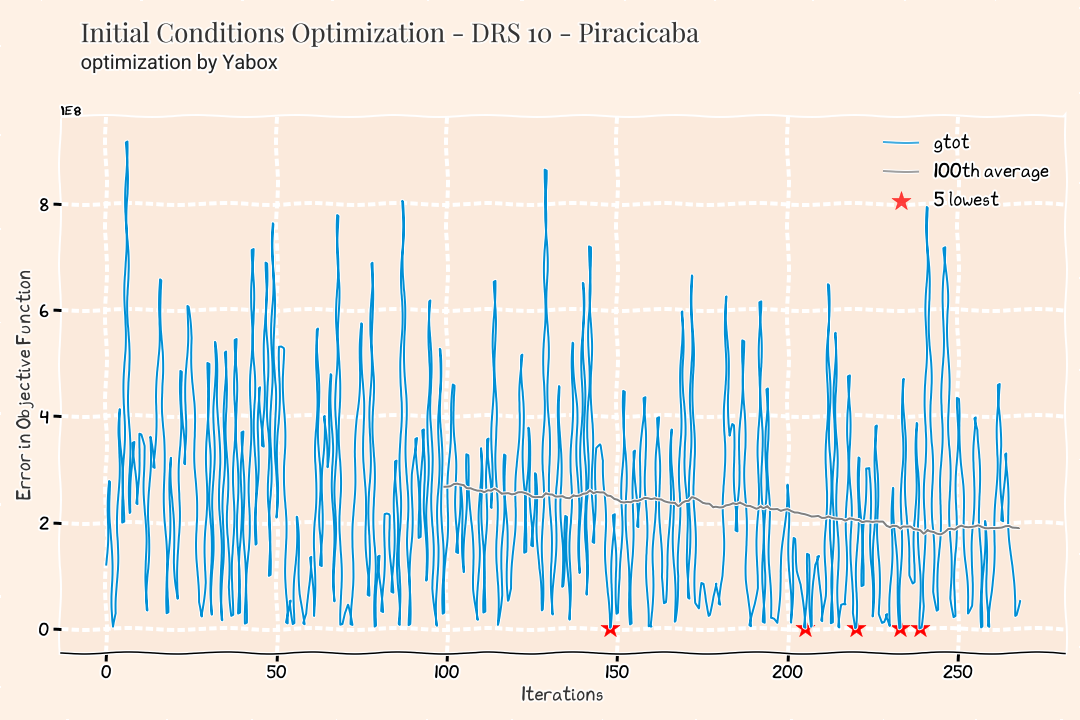 Initial Conditions Optimization - DRS 10 - Piracicaba
optimization by Yabox
1E8
gtot
100th average
5 lowest
8
6
4
2
0
Error in Objective Function
0 50 100 150 200 250
Iterations